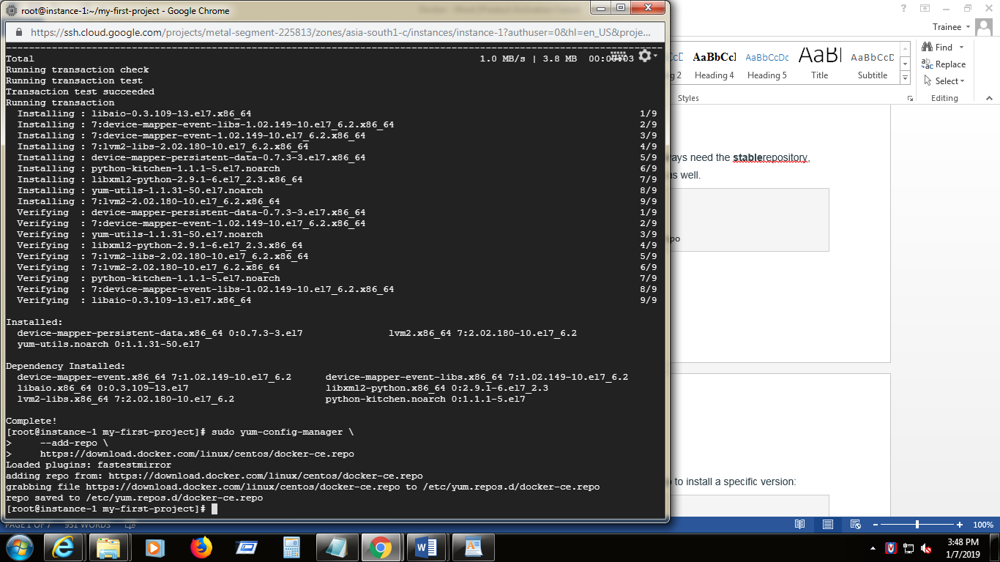 root@instance-1:~/my-first-project - Google Chrome
https://ssh.cloud.google.com/projects/metal-segment-225813/zones/asia-south1-c/instances/instance-1?authuser=0&hl=en_US&proje...
Total 1.0 MB/s | 3.8 MB
Running transaction check
Running transaction test
Transaction test succeeded
Running transaction
Installing : libaio-0.3.109-13.el7.x86_64 1/9
Installing : 7:device-mapper-event-libs-1.02.149-10.el7_6.2.x86_64 2/9
Installing : 7:device-mapper-event-1.02.149-10.el7_6.2.x86_64 3/9
Installing : 7:lvm2-libs-2.02.180-10.el7_6.2.x86_64 4/9
Installing : device-mapper-persistent-data-0.7.3-3.el7.x86_64 5/9
Installing : python-kitchen-1.1.1-5.el7.noarch 6/9
Installing : libxml2-python-2.9.1-6.el7_2.3.x86_64 7/9
Installing : yum-utils-1.1.31-50.el7.noarch 8/9
Installing : 7:lvm2-2.02.180-10.el7_6.2.x86_64 9/9
Verifying : device-mapper-persistent-data-0.7.3-3.el7.x86_64 1/9
Verifying : 7:device-mapper-event-1.02.149-10.el7_6.2.x86_64 2/9
Verifying : yum-utils-1.1.31-50.el7.noarch 3/9
Verifying : libxml2-python-2.9.1-6.el7_2.3.x86_64 4/9
Verifying : 7:lvm2-libs-2.02.180-10.el7_6.2.x86_64 5/9
Verifying : 7:lvm2-2.02.180-10.el7_6.2.x86_64 6/9
Verifying : python-kitchen-1.1.1-5.el7.noarch 7/9
Verifying : 7:device-mapper-event-libs-1.02.149-10.el7_6.2.x86_64 8/9
Verifying : libaio-0.3.109-13.el7.x86_64 9/9
Installed:
device-mapper-persistent-data.x86_64 0:0.7.3-3.el7 lvm2.x86_64 7:2.02.180-10.el7_6.2
yum-utils.noarch 0:1.1.31-50.el7
Dependency Installed:
device-mapper-event.x86_64 7:1.02.149-10.el7_6.2 device-mapper-event-libs.x86_64 7:1.02.149-10.el7_6.2
libaio.x86_64 0:0.3.109-13.el7 libxml2-python.x86_64 0:2.9.1-6.el7_2.3
lvm2-libs.x86_64 7:2.02.180-10.el7_6.2 python-kitchen.noarch 0:1.1.1-5.el7
Complete!
[root@instance-1 my-first-project]# sudo yum-config-manager \
> --add-repo \
> https://download.docker.com/linux/centos/docker-ce.repo
Loaded plugins: fastestmirror
adding repo from: https://download.docker.com/linux/centos/docker-ce.repo
grabbing file https://download.docker.com/linux/centos/docker-ce.repo to /etc/yum.repos.d/docker-ce.repo
repo saved to /etc/yum.repos.d/docker-ce.repo
[root@instance-1 my-first-project]#
Trainee
AaBbCcI AaBbCcDc AaBl AaBbCcD
g 2 Heading 4 Heading 5 Title Subtitle
Styles
Find
Replace
Select
Editing
ays need the stablerepository,
as well.
po
to install a specific version:
PAGE 1 OF 7 931 WORDS
100%
3:48 PM
1/7/2019